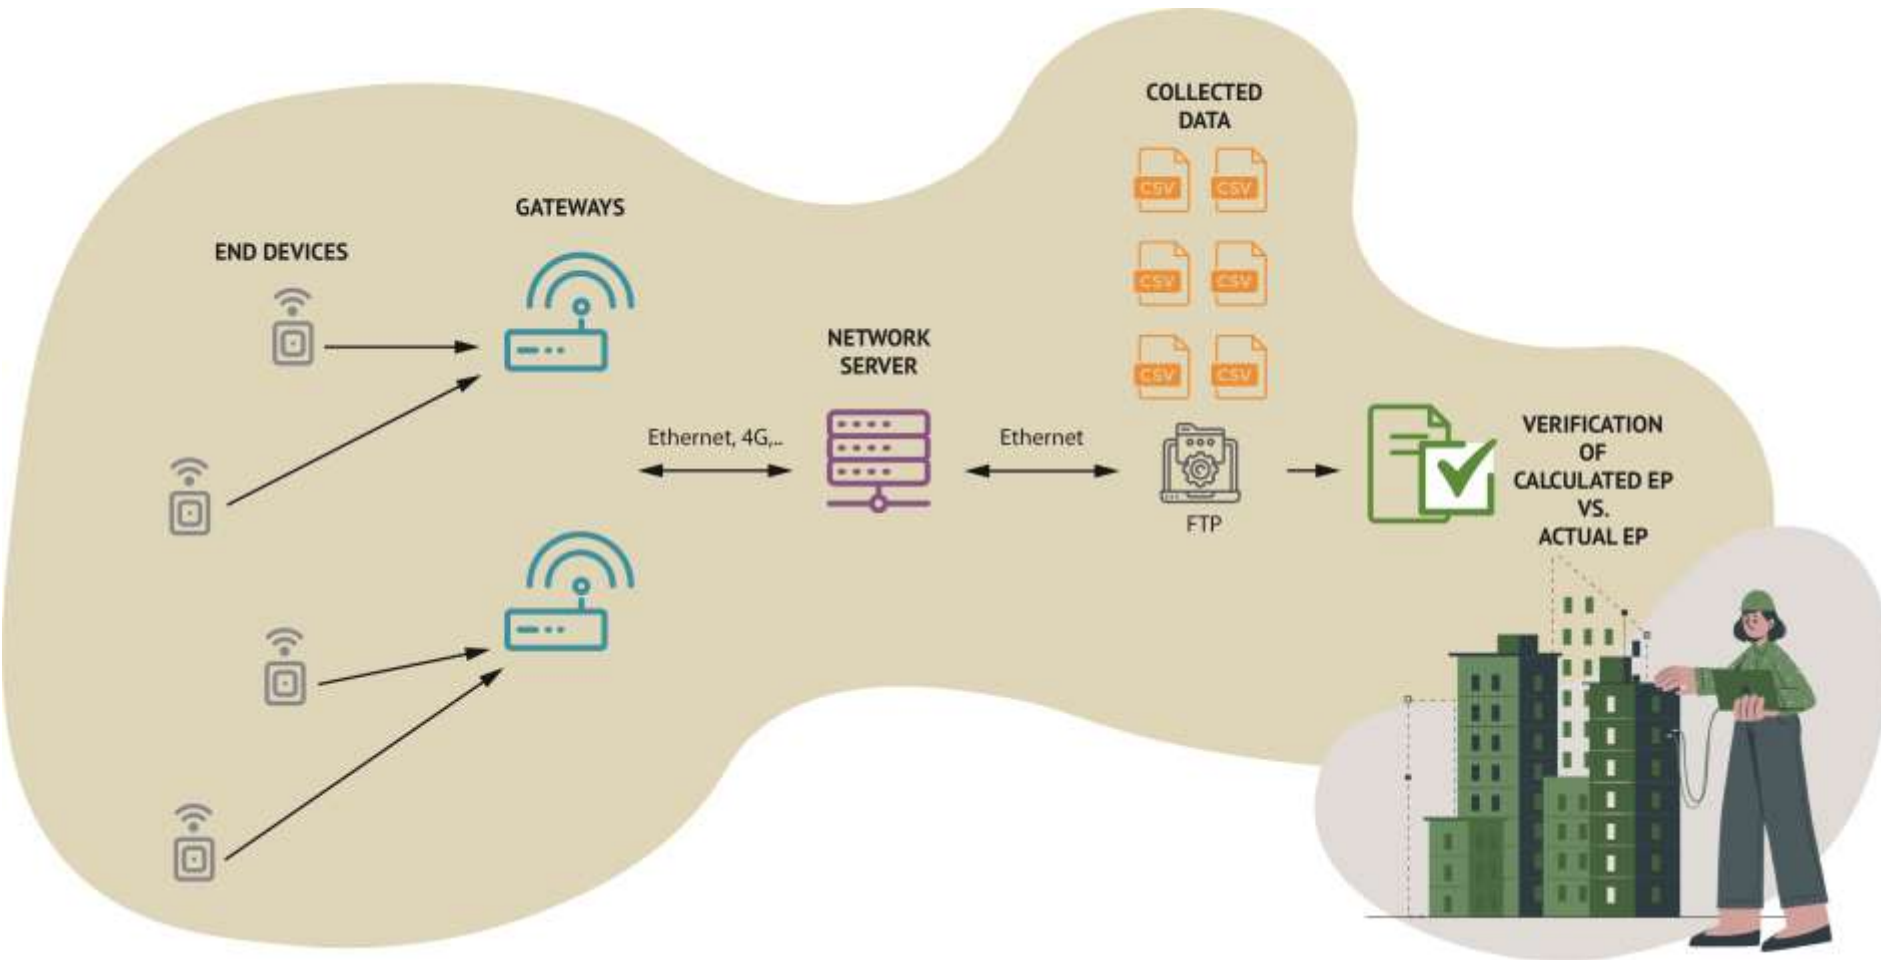 COLLECTED
DATA
CSV CSV
CSV CSV
CSV CSV
GATEWAYS
END DEVICES
NETWORK
SERVER
Ethernet, 4G,..
Ethernet
FTP
VERIFICATION
OF
CALCULATED EP
VS.
ACTUAL EP